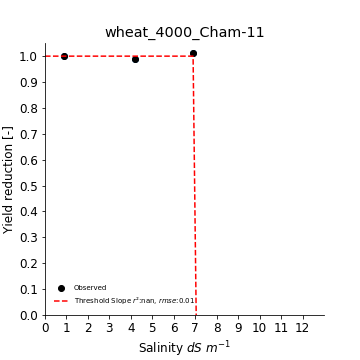 wheat_4000_Cham-11
Yield reduction [-]
1.0
0.9
0.8
0.7
0.6
0.5
0.4
0.3
0.2
0.1
0.0
Observed
Threshold Slope r²:nan, rmse:0.01
0 1 2 3 4 5 6 7 8 9 10 11 12
Salinity dS m⁻¹